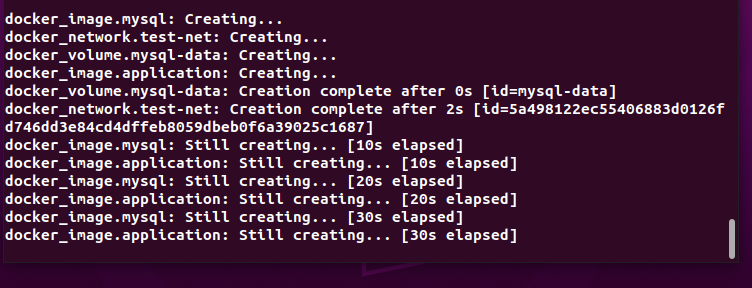 docker_image.mysql: Creating...
docker_network.test-net: Creating...
docker_volume.mysql-data: Creating...
docker_image.application: Creating...
docker_volume.mysql-data: Creation complete after 0s [id=mysql-data]
docker_network.test-net: Creation complete after 2s [id=5a498122ec55406883d0126f
d746dd3e84cd4dffeb8059dbeb0f6a39025c1687]
docker_image.mysql: Still creating... [10s elapsed]
docker_image.application: Still creating... [10s elapsed]
docker_image.mysql: Still creating... [20s elapsed]
docker_image.application: Still creating... [20s elapsed]
docker_image.mysql: Still creating... [30s elapsed]
docker_image.application: Still creating... [30s elapsed]